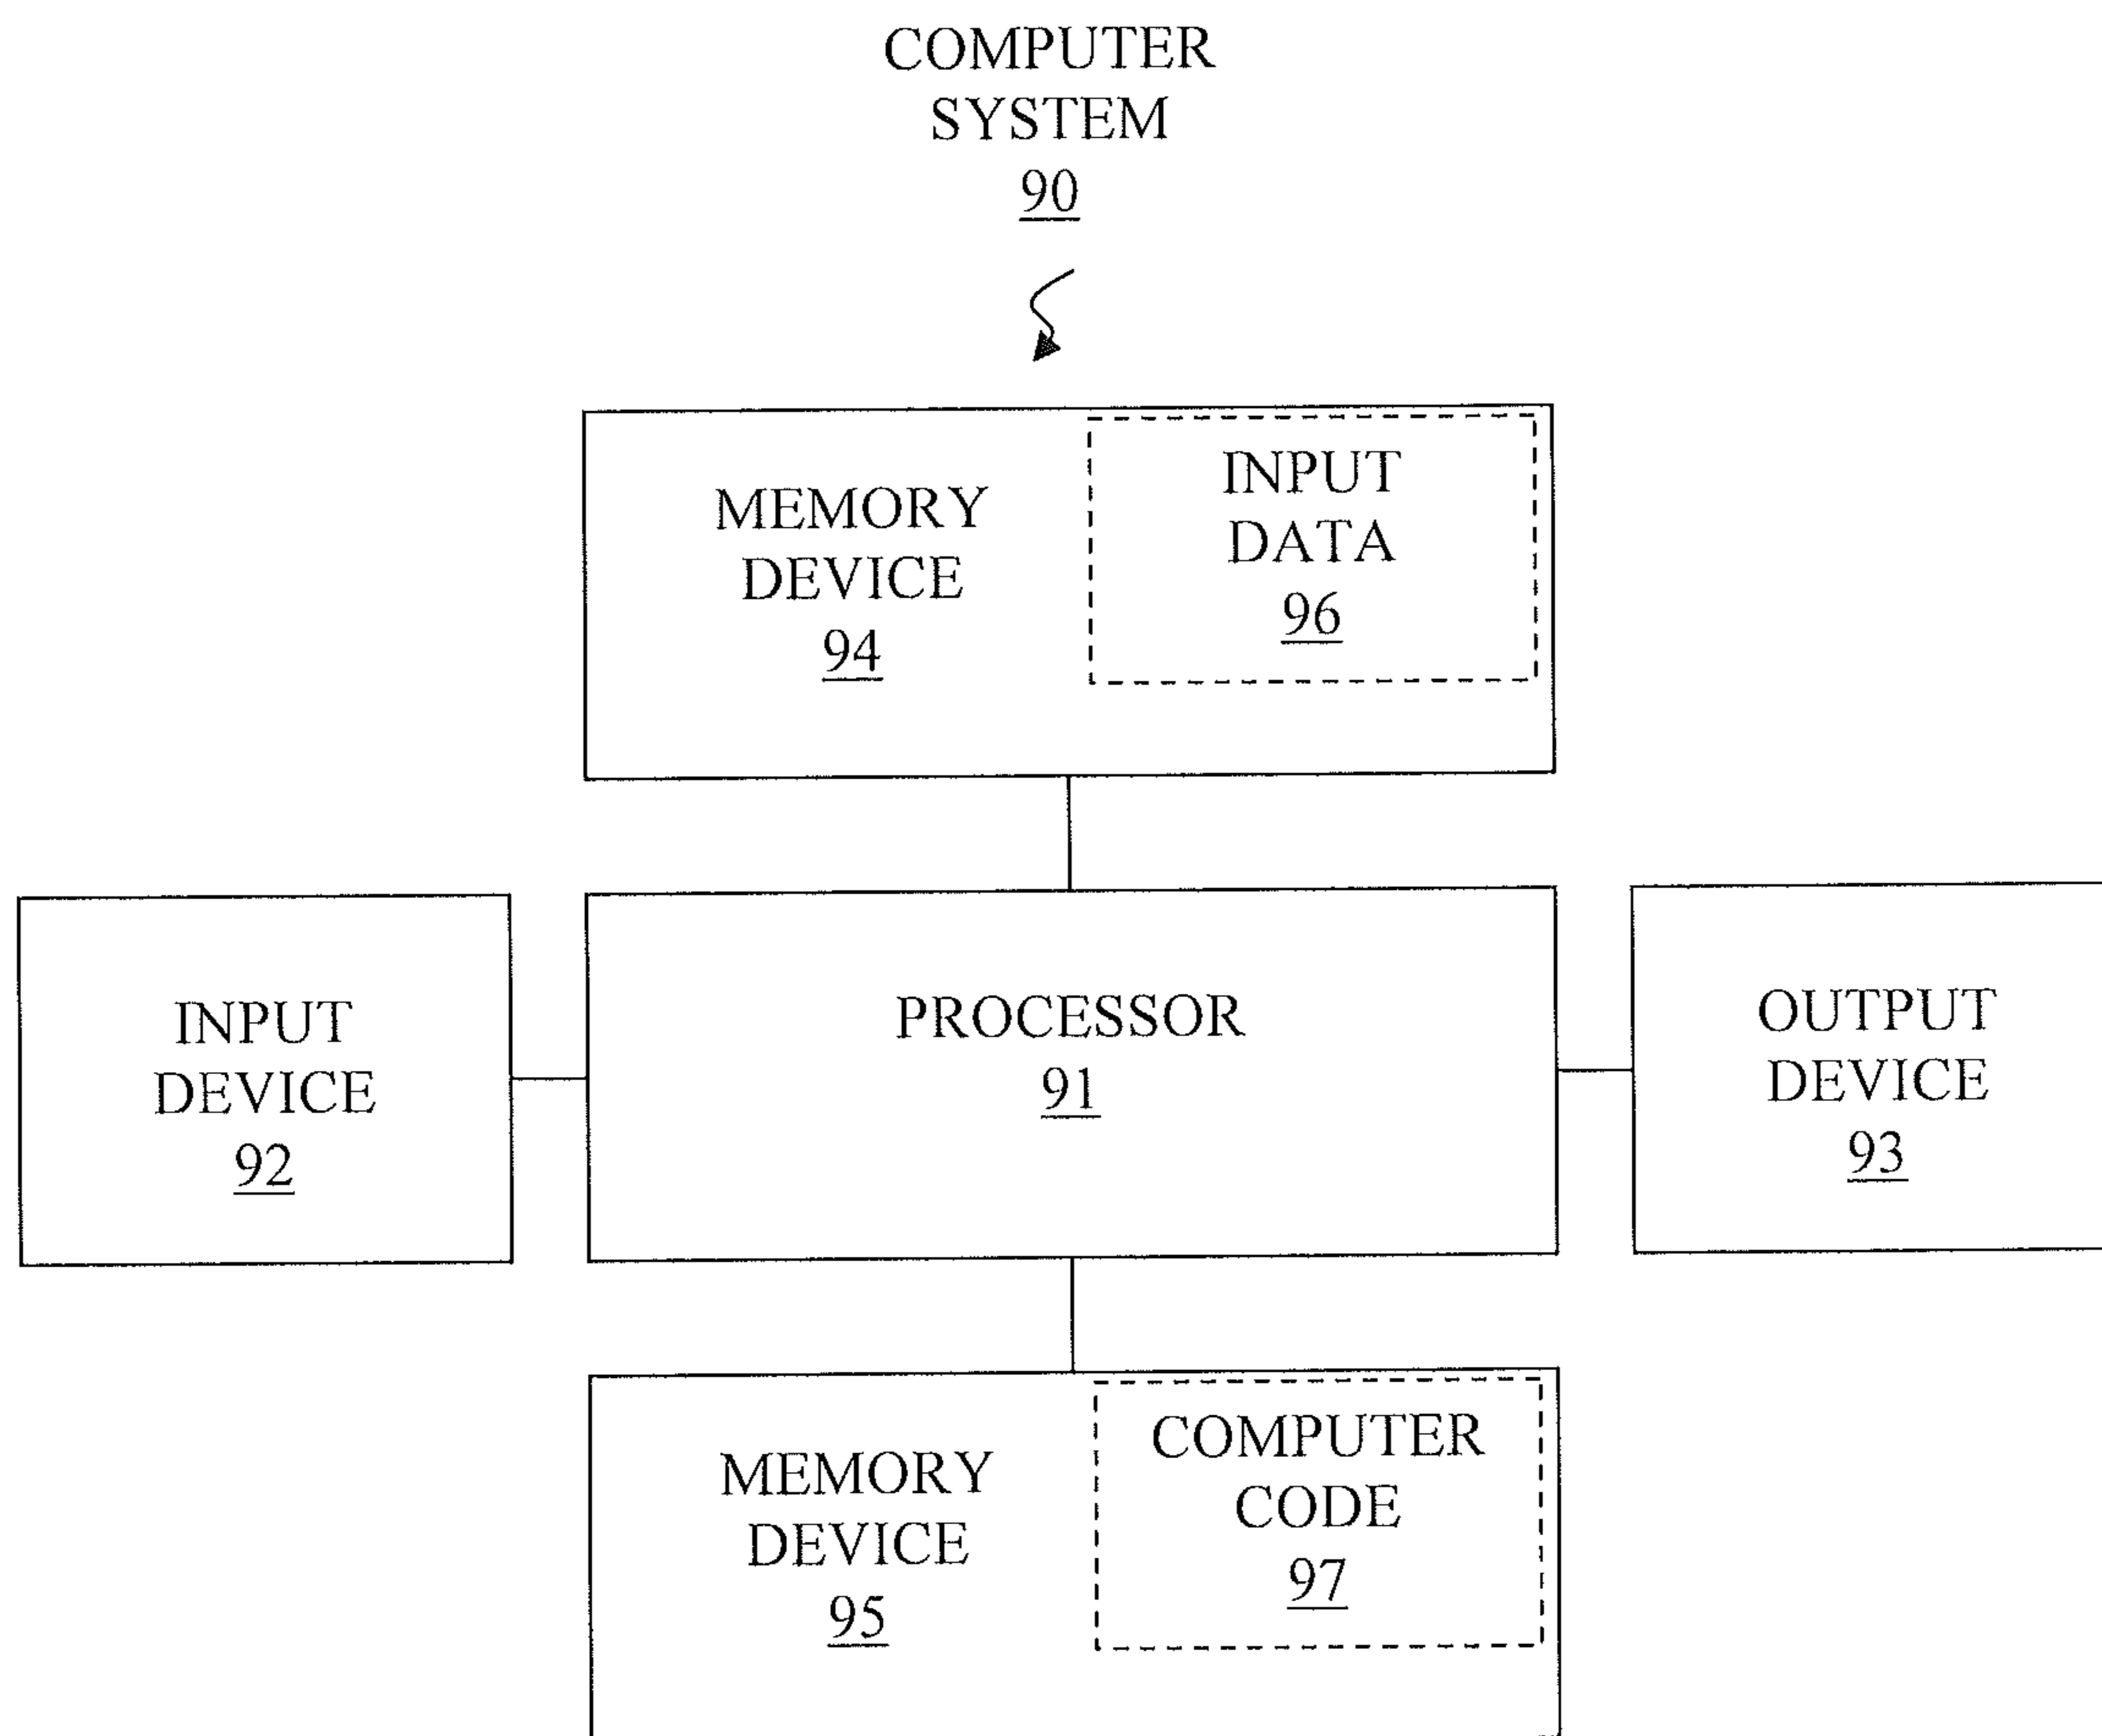 COMPUTER
SYSTEM
90
MEMORY
DEVICE
94
INPUT
DATA
96
INPUT
DEVICE
92
PROCESSOR
91
OUTPUT
DEVICE
93
MEMORY
DEVICE
95
COMPUTER
CODE
97